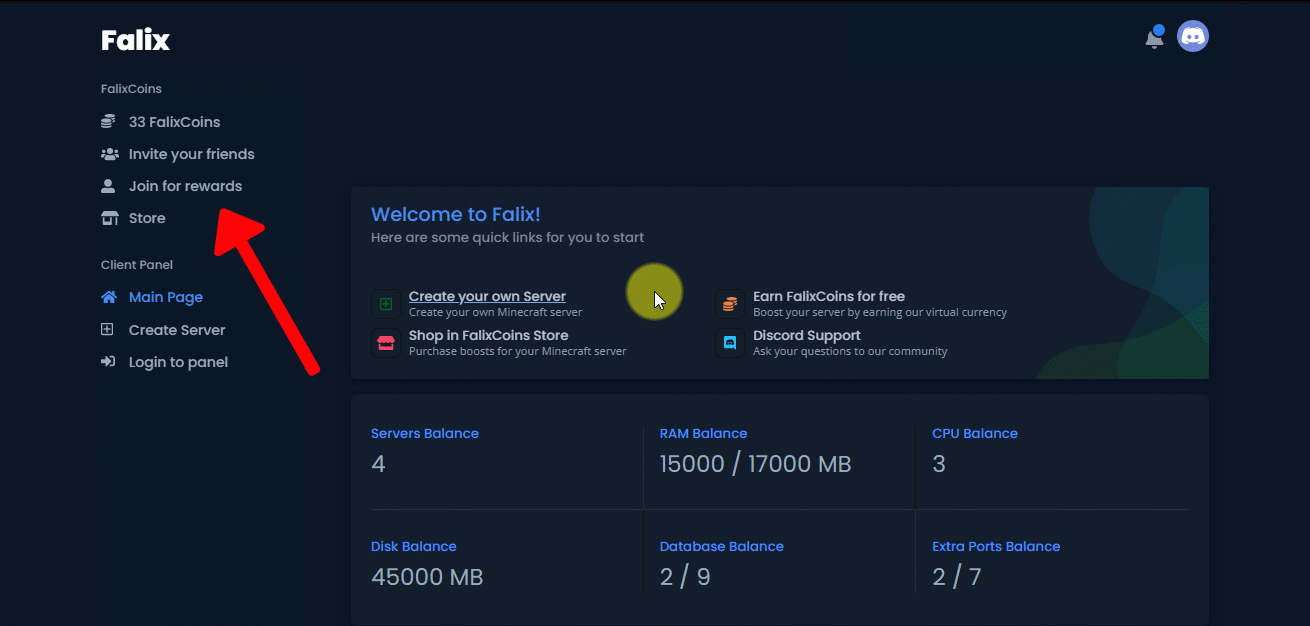 Falix
FalixCoins
33 FalixCoins
Invite your friends
Join for rewards
Store
Client Panel
Main Page
Create Server
Login to panel
Welcome to Falix!
Here are some quick links for you to start
Create your own Server
Create your own Minecraft server
Earn FalixCoins for free
Boost your server by earning our virtual currency
Shop in FalixCoins Store
Purchase boosts for your Minecraft server
Discord Support
Ask your questions to our community
Servers Balance
4
RAM Balance
15000 / 17000 MB
CPU Balance
3
Disk Balance
45000 MB
Database Balance
2 / 9
Extra Ports Balance
2 / 7